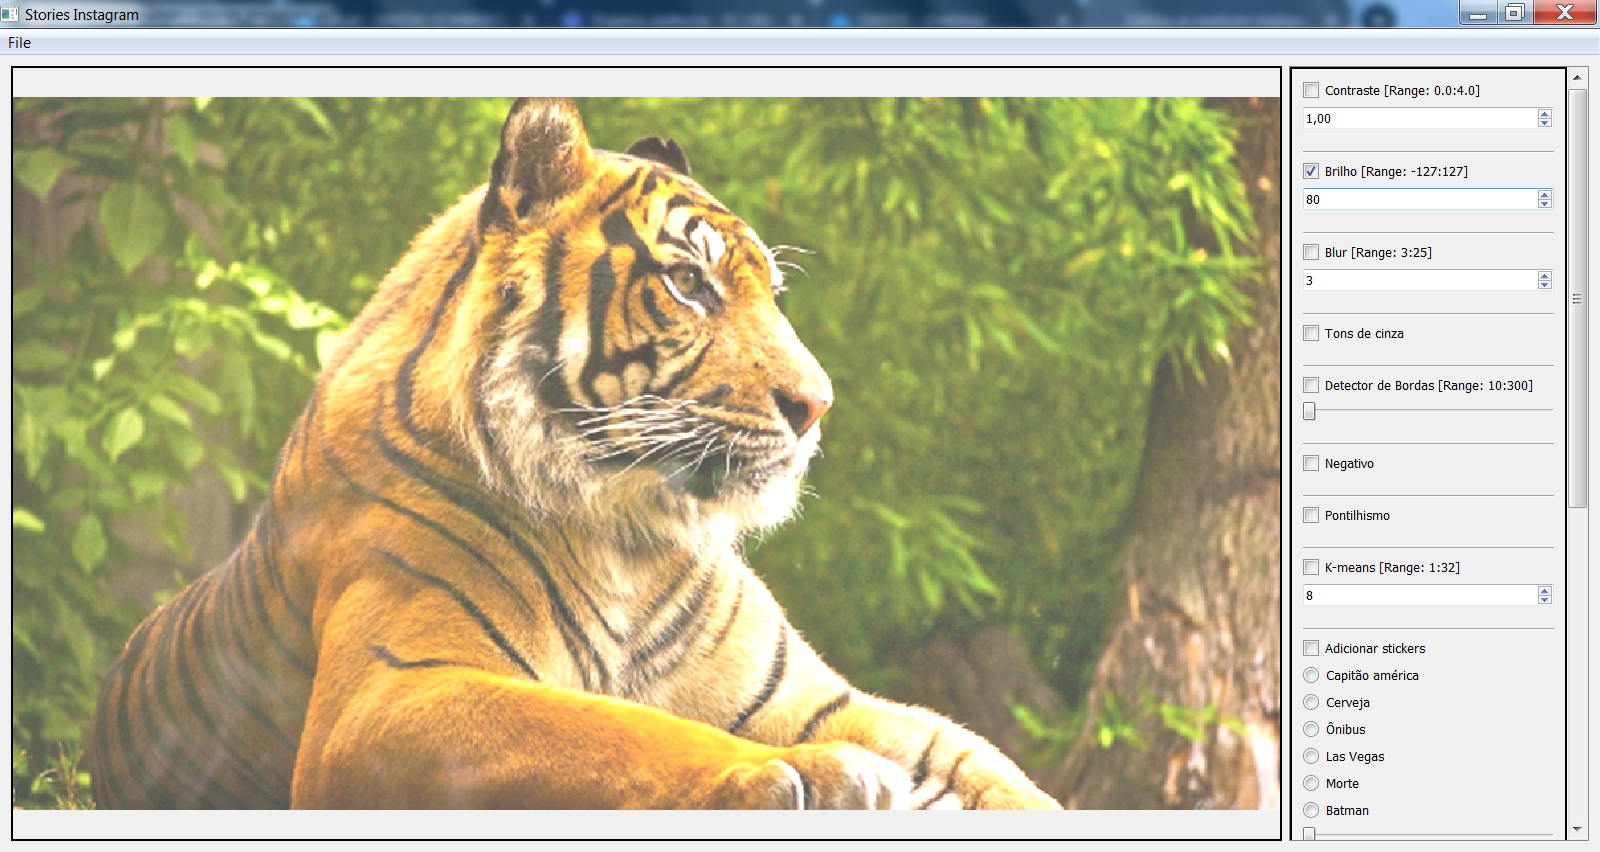 Stories Instagram
File
Contraste [Range: 0.0:4.0]
1,00
Brilho [Range: -127:127]
80
Blur [Range: 3:25]
3
Tons de cinza
Detector de Bordas [Range: 10:300]
Negativo
Pontilhismo
K-means [Range: 1:32]
8
Adicionar stickers
Capitão américa
Cerveja
Ônibus
Las Vegas
Morte
Batman